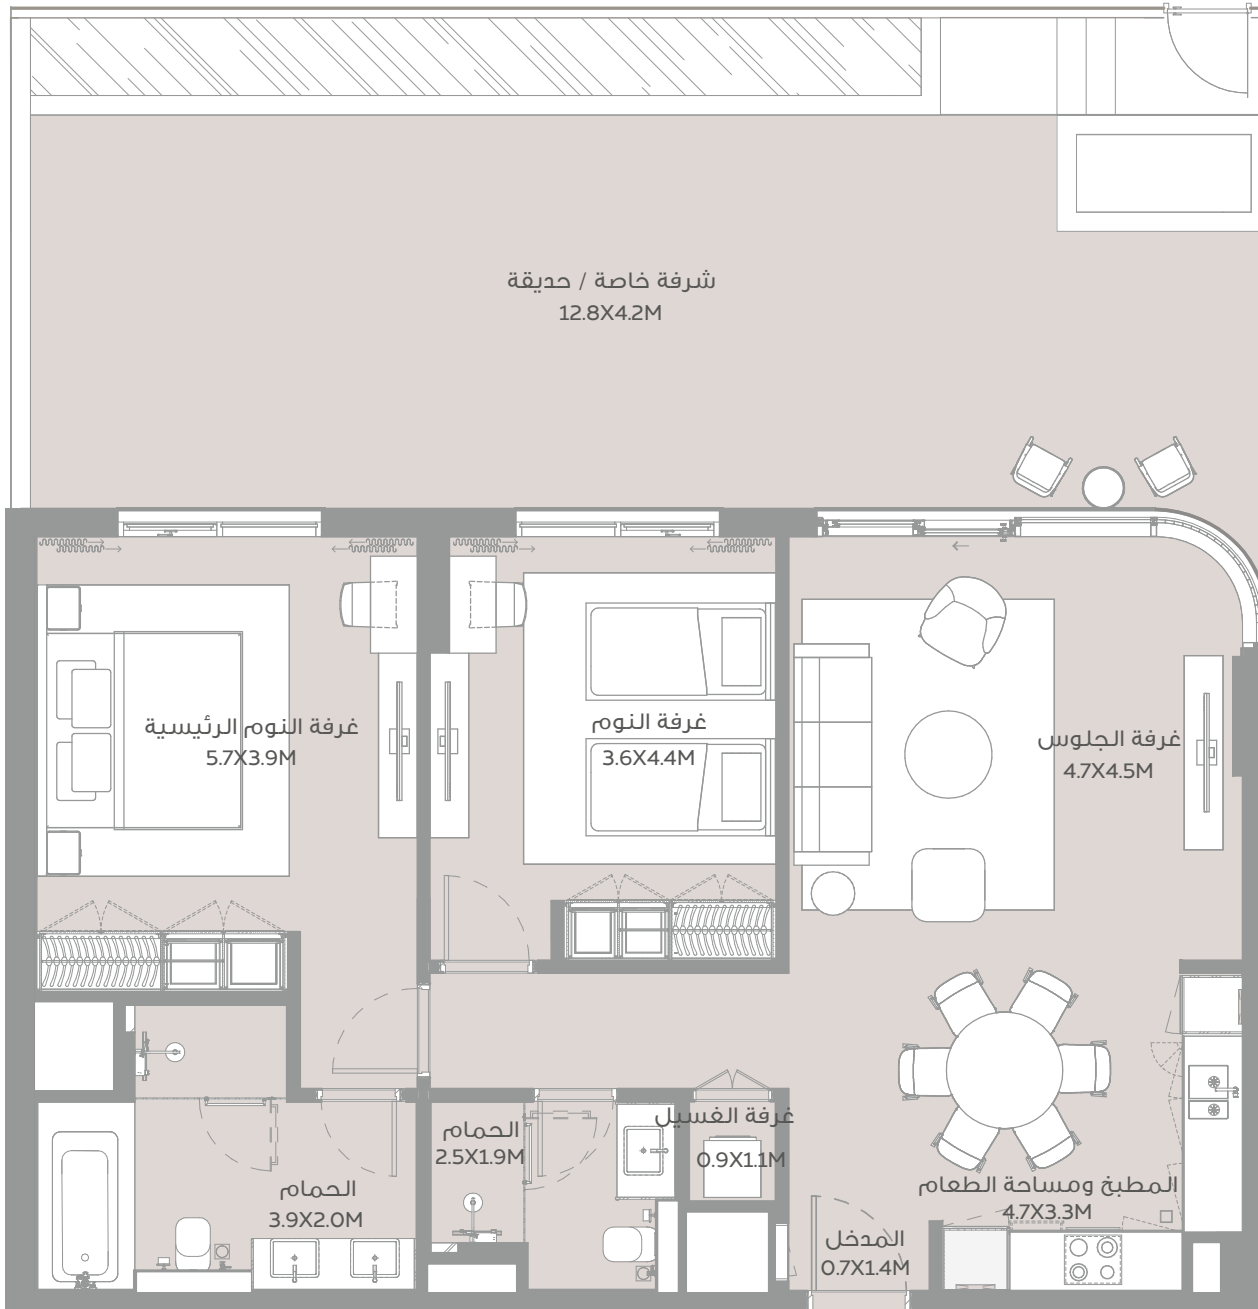 شرفة خاصة / حديقة
12.8X4.2M
غرفة النوم الرئيسية
5.7X3.9M
غرفة النوم
3.6X4.4M
غرفة الجلوس
4.7X4.5M
غرفة الغسيل
0.9X1.1M
الحمام
2.5X1.9M
الحمام
3.9X2.0M
المطبخ ومساحة الطعام
4.7X3.3M
المدخل
0.7X1.4M